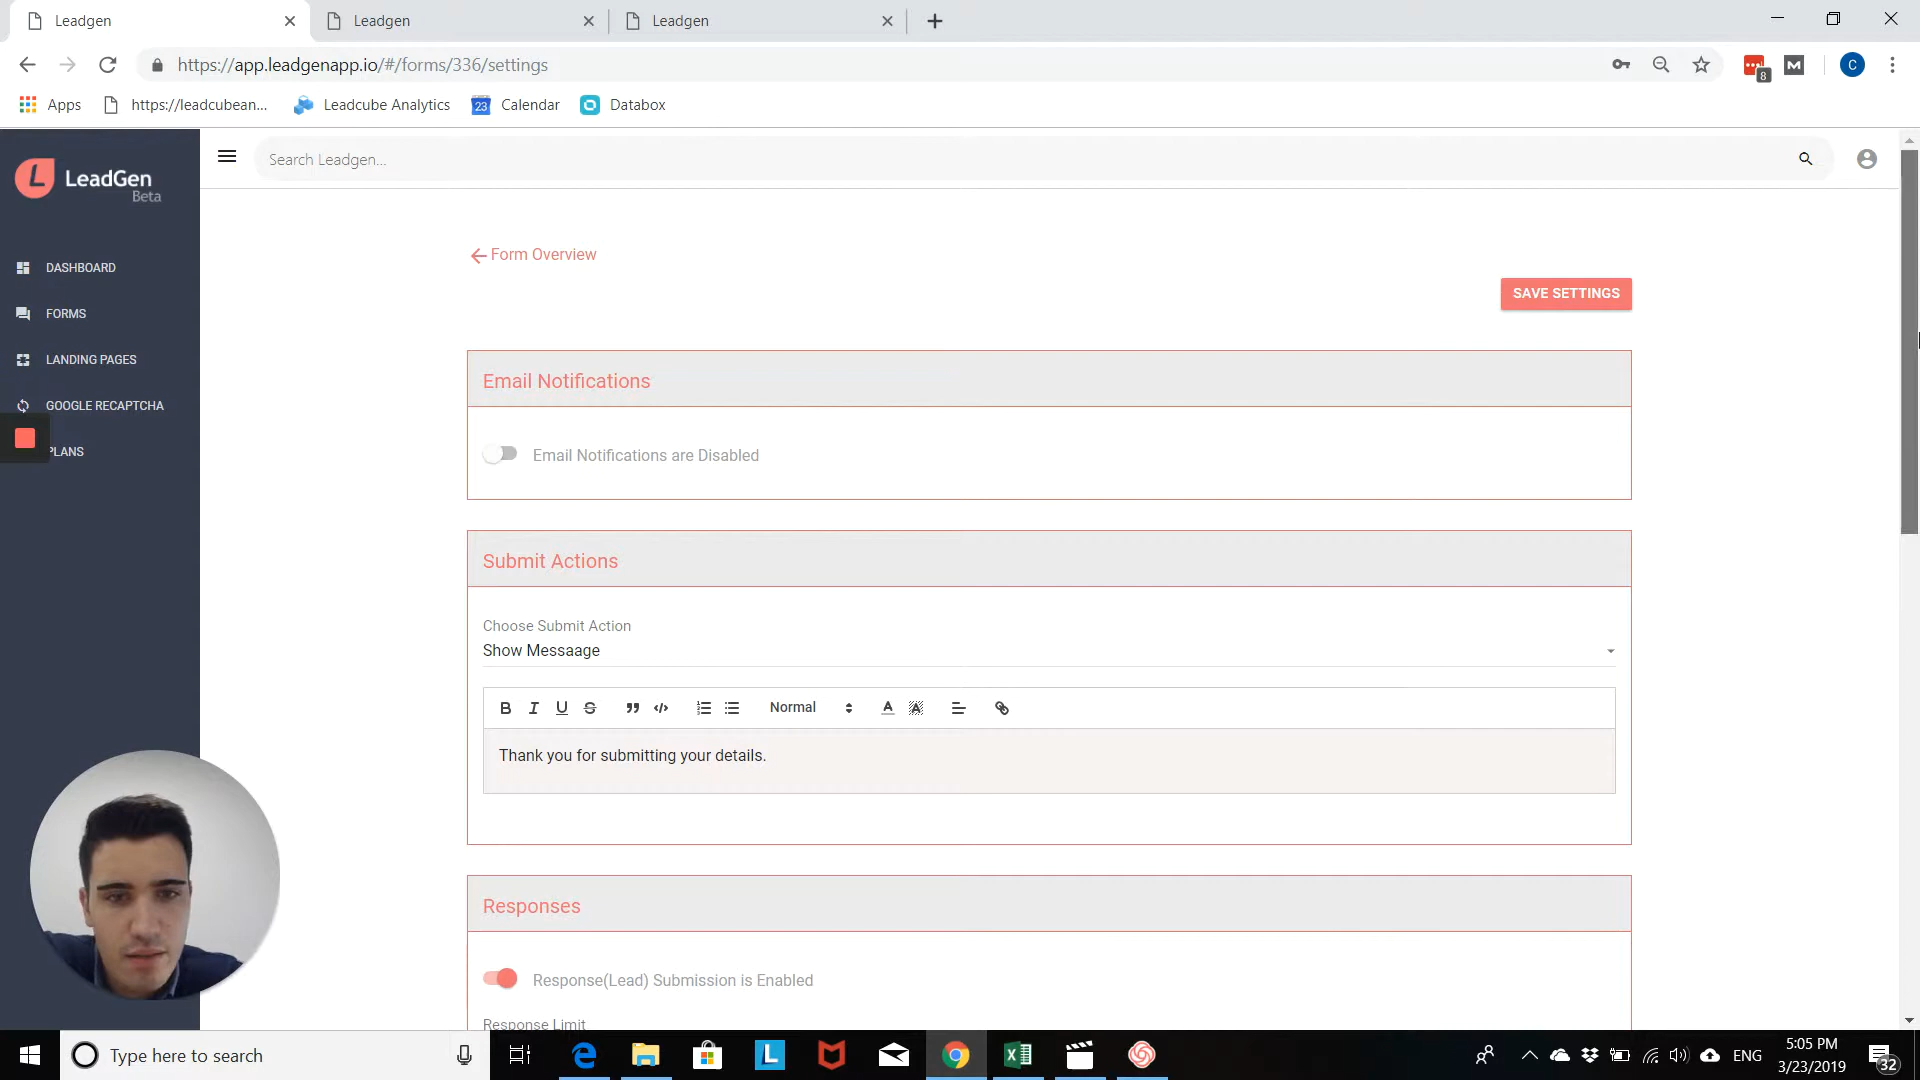 Leadgen
Leadgen
Leadgen
https://app.leadgenapp.io/#/forms/336/settings
8
M
C
Apps
https://leadcubean...
Leadcube Analytics
23
Calendar
Databox
L
LeadGen
Beta
Search Leadgen...
DASHBOARD
FORMS
LANDING PAGES
GOOGLE RECAPTCHA
PLANS
Form Overview
SAVE SETTINGS
Email Notifications
Email Notifications are Disabled
Submit Actions
Choose Submit Action
Show Messaage
B I U S Normal A A
Thank you for submitting your details.
Responses
Response(Lead) Submission is Enabled
Response Limit
Type here to search
L
ENG
5:05 PM
3/23/2019
32